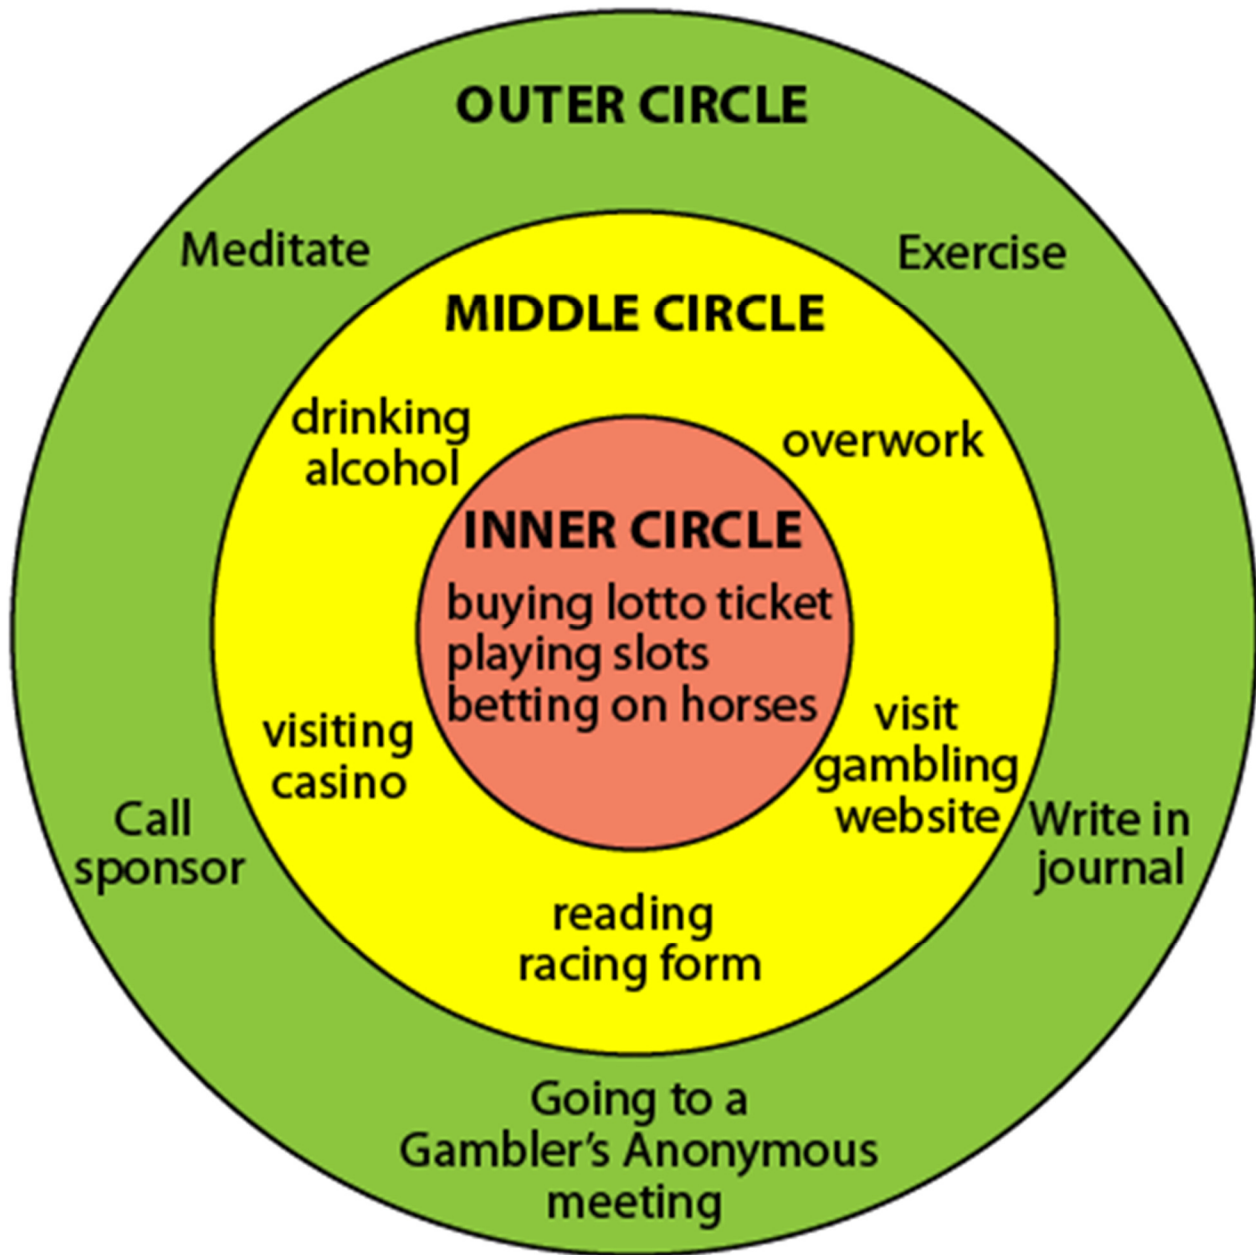 OUTER CIRCLE
Meditate
Exercise
MIDDLE CIRCLE
drinking
alcohol
overwork
INNER CIRCLE
buying lotto ticket
playing slots
betting on horses
visiting
casino
visit
gambling
website
Call
sponsor
Write in
journal
reading
racing form
Going to a
Gambler’s Anonymous
meeting